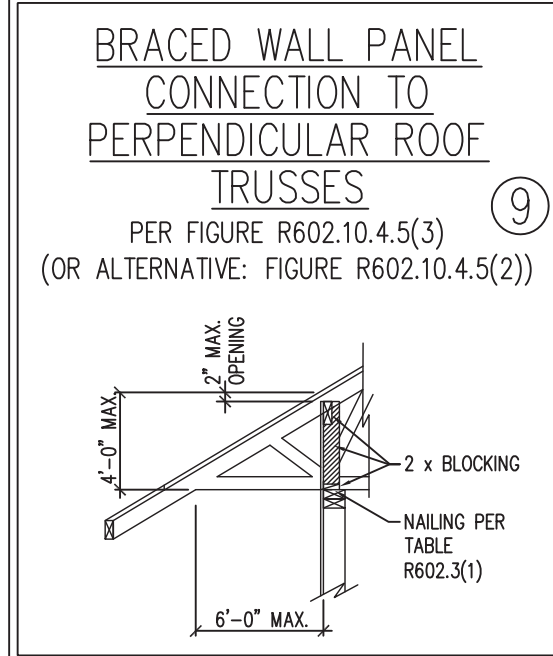 BRACED WALL PANEL
CONNECTION TO
PERPENDICULAR ROOF
TRUSSES
9
PER FIGURE R602.10.4.5(3)
(OR ALTERNATIVE: FIGURE R602.10.4.5(2))
2" MAX.
OPENING
4'-0" MAX.
2 x BLOCKING
NAILING PER
TABLE
R602.3(1)
6'-0" MAX.